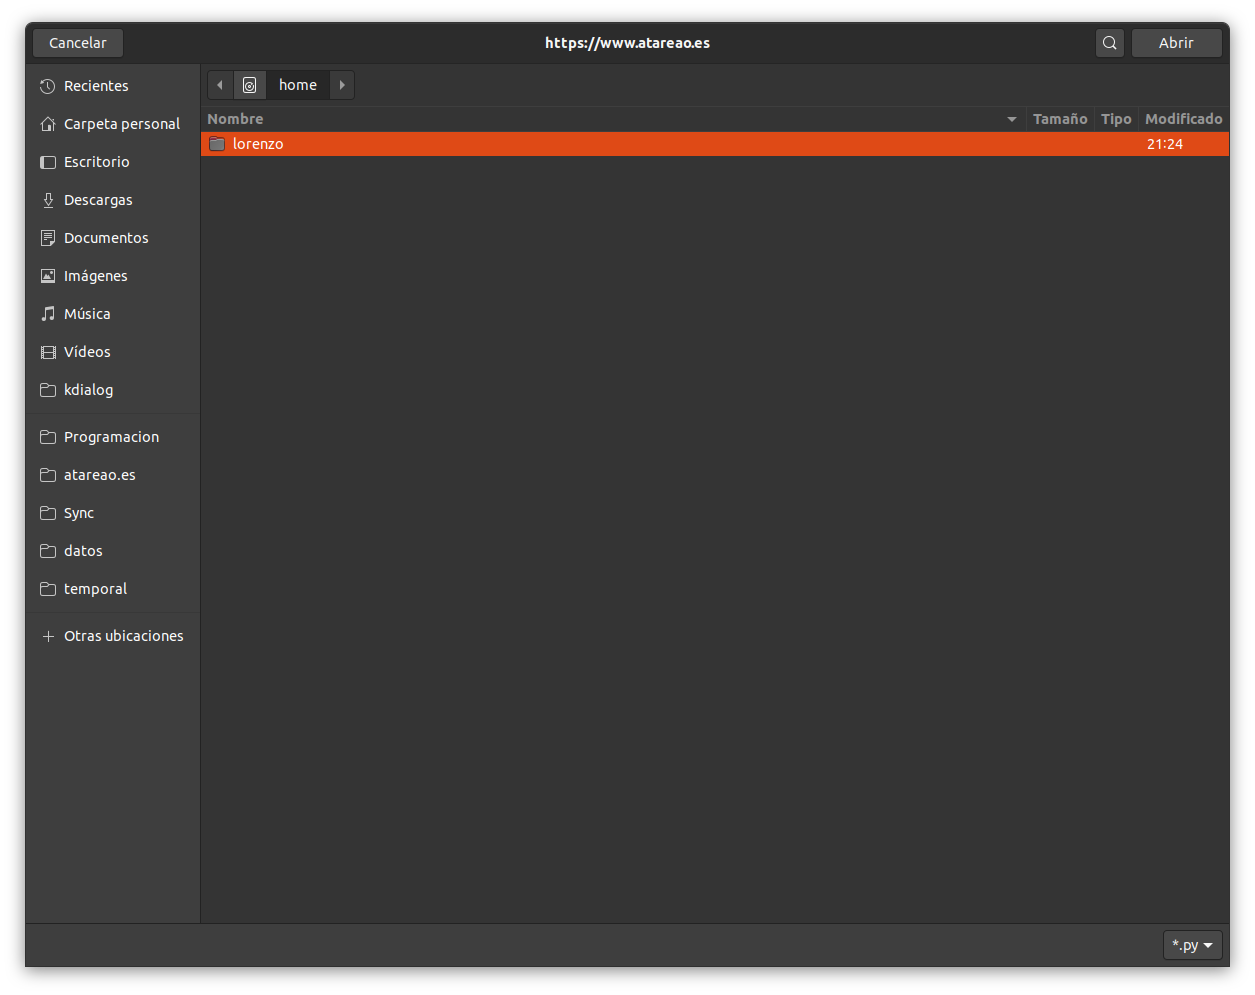 Cancelar https://www.atareao.es Abrir
Recientes
Carpeta personal
Escritorio
Descargas
Documentos
Imágenes
Música
Vídeos
kdialog
Programacion
atareao.es
Sync
datos
temporal
Otras ubicaciones
home
Nombre Tamaño Tipo Modificado
lorenzo 21:24
*.py